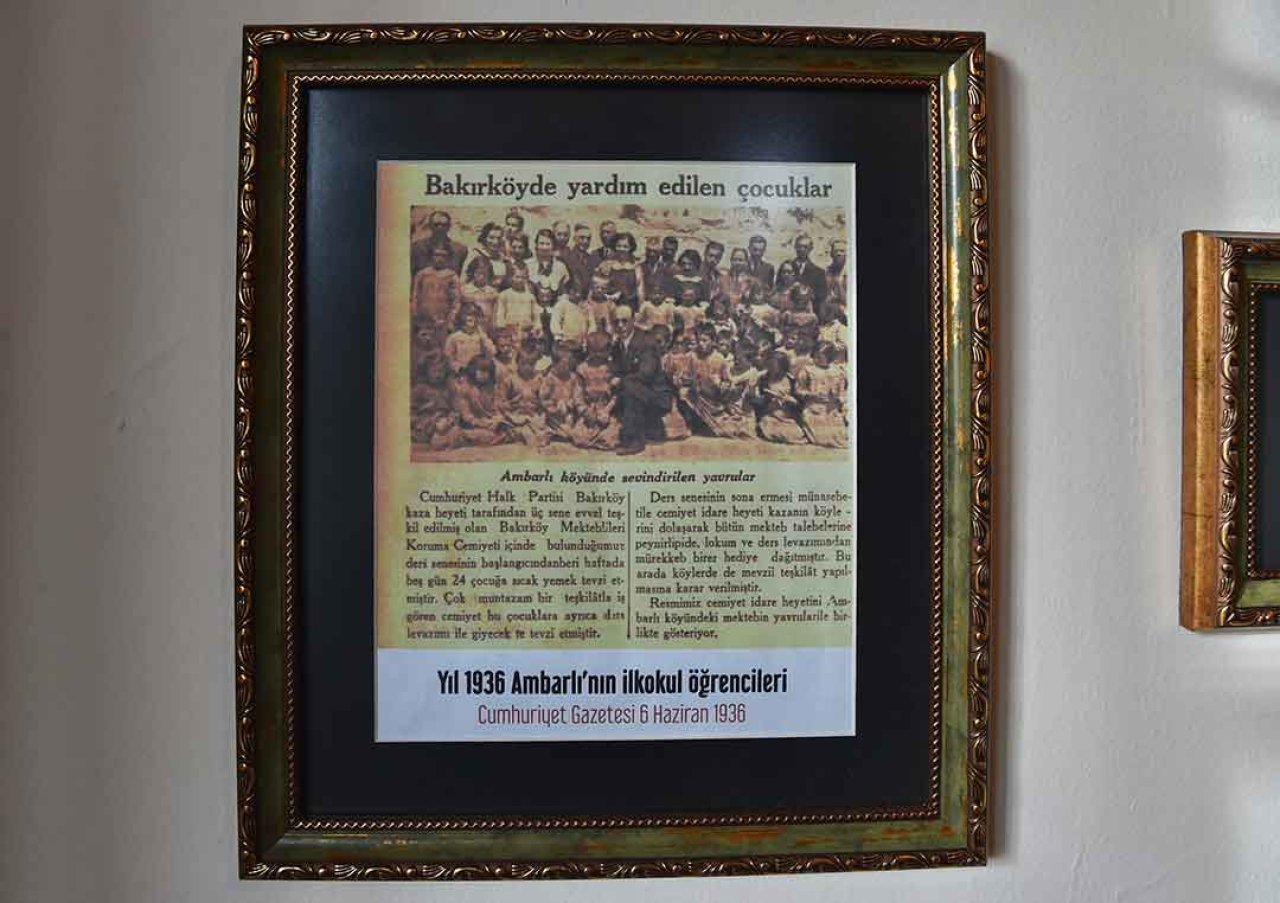 Bakırköyde yardım edilen çocuklar
Ambarlı köyünde sevindirilen yavrular
Cumhuriyet Halk Partisi Bakırköy
kaza heyeti tarafından üç sene evvel teş-
kil edilmiş olan Bakırköy Mekteblileri
Koruma Cemiyeti içinde bulunduğumuz
ders senesinin başlangıcındanberi haftada
beş gün 24 çocuğa sıcak yemek tevzi et-
miştir. Çok muntazam bir teşkilâtla iş
gören cemiyet bu çocuklara ayrıca ders
levazımı ile giyecek te tevzi etmiştir.
Ders senesinin sona ermesi münasebe-
tile cemiyet idare heyeti kazanın köyle -
rini dolaşarak bütün mekteb talebelerine
peynirlipide, lokum ve ders levazımından
mürekkeb birer hediye dağıtmıştır. Bu
arada köylerde de mevziî teşkilât yapıl-
masına karar verilmiştir.
Resmimiz cemiyet idare heyetini Am-
barlı köyündeki mektebin yavrularile bir-
likte gösteriyor.
Yıl 1936 Ambarlı'nın ilkokul öğrencileri
Cumhuriyet Gazetesi 6 Haziran 1936